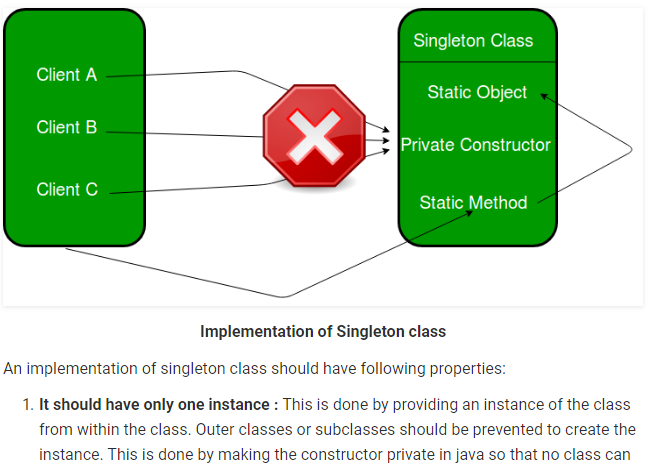 Client A
Client B
Client C
Singleton Class
Static Object
Private Constructor
Static Method
Implementation of Singleton class
An implementation of singleton class should have following properties:
1. It should have only one instance : This is done by providing an instance of the class
from within the class. Outer classes or subclasses should be prevented to create the
instance. This is done by making the constructor private in java so that no class can